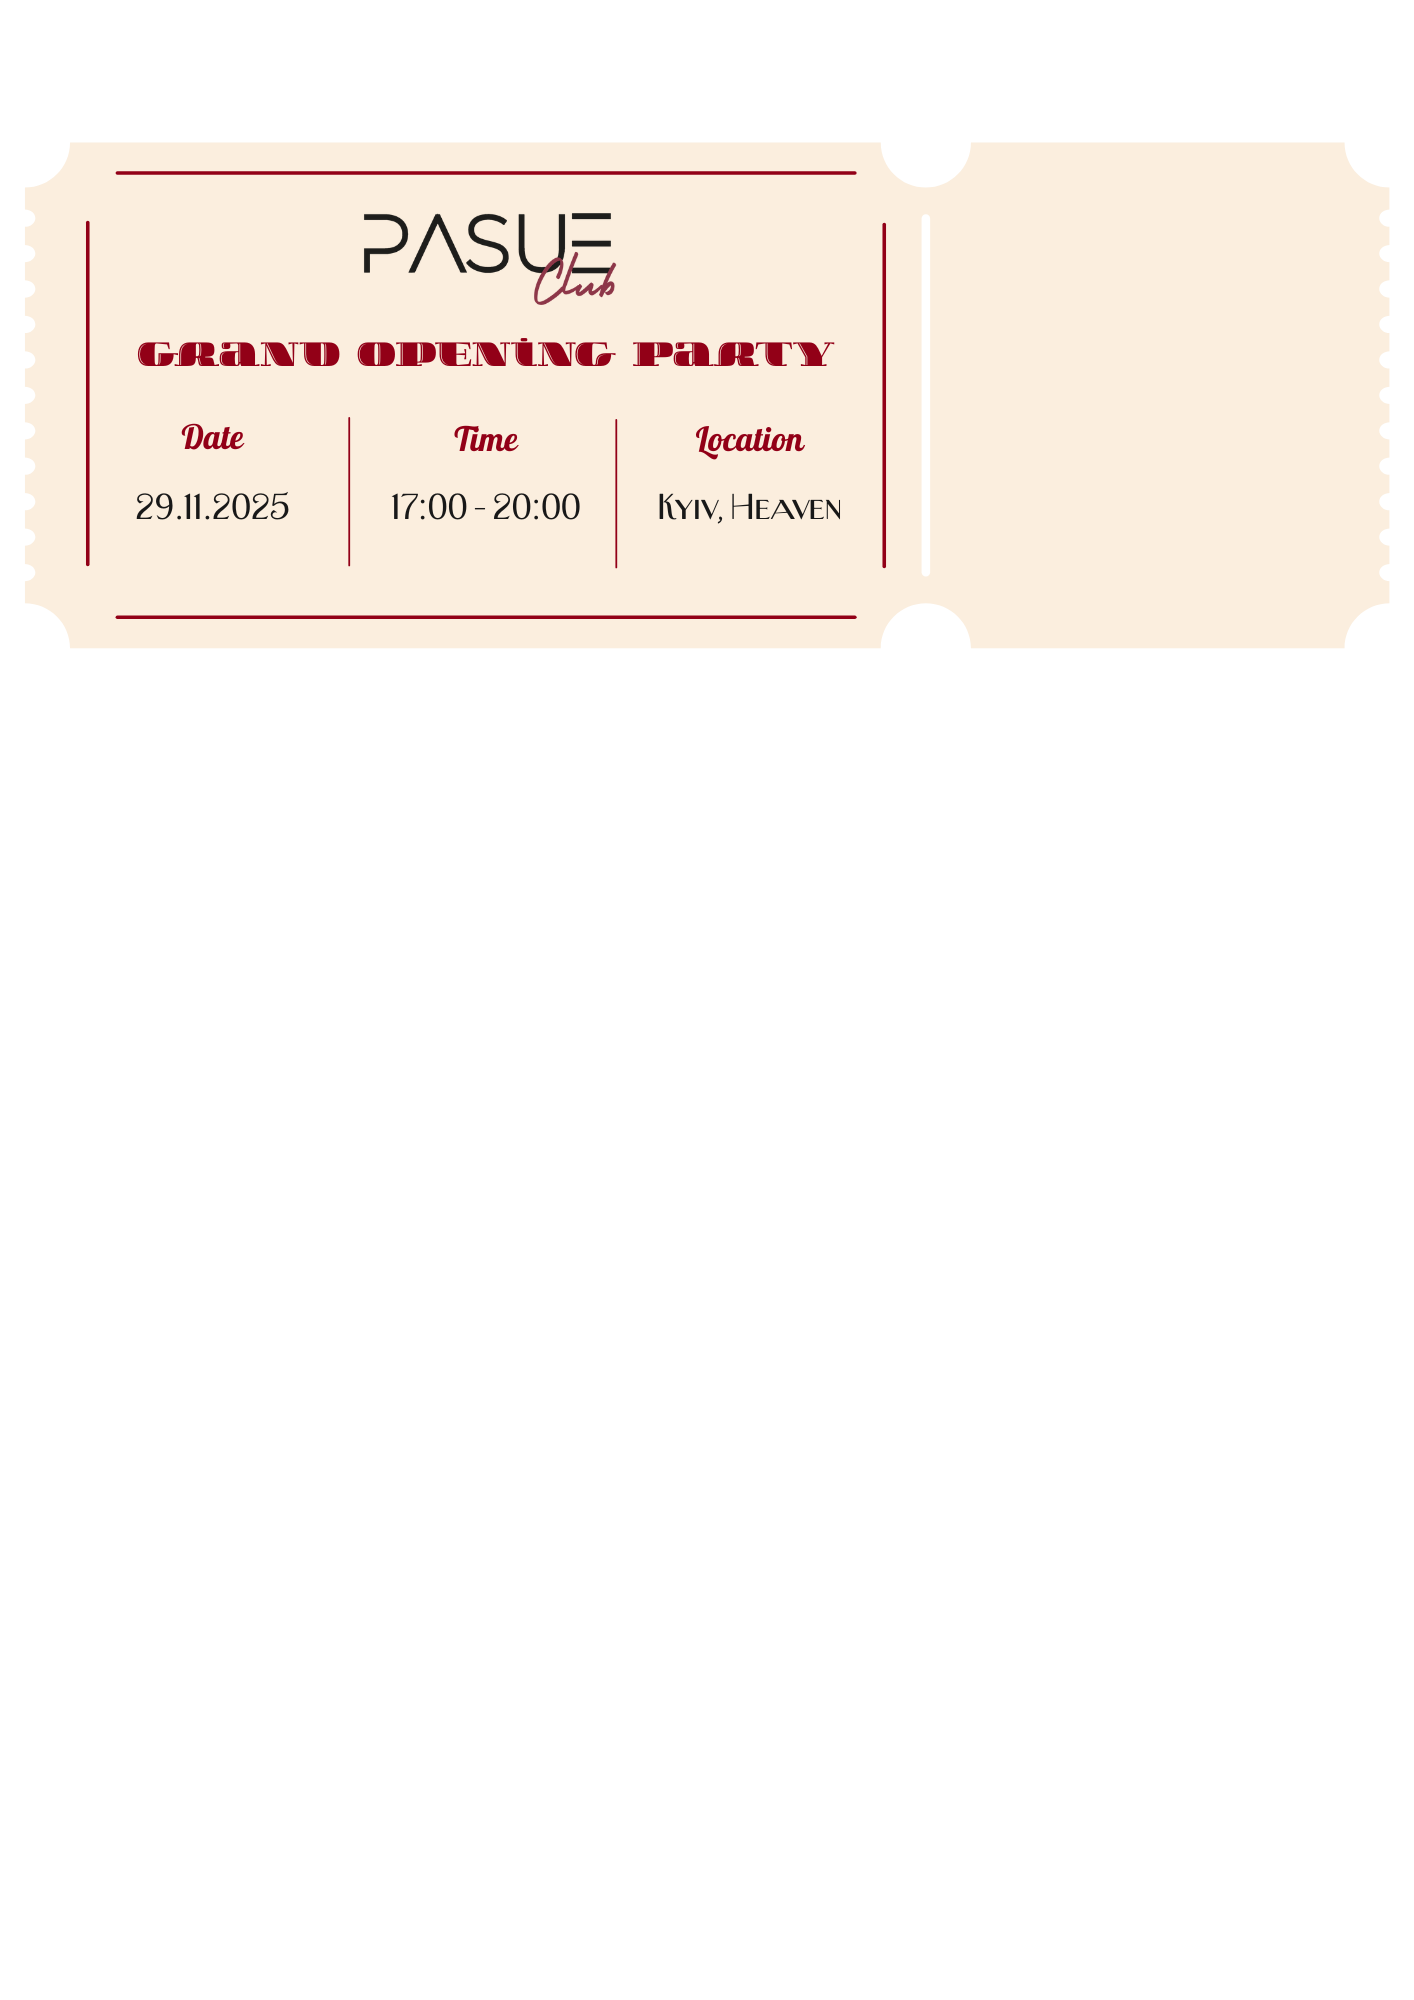 PASUE
Club
GRAND OPENING PARTY
Date
Time
Location
29.11.2025
17:00 - 20:00
Kyiv, Heaven